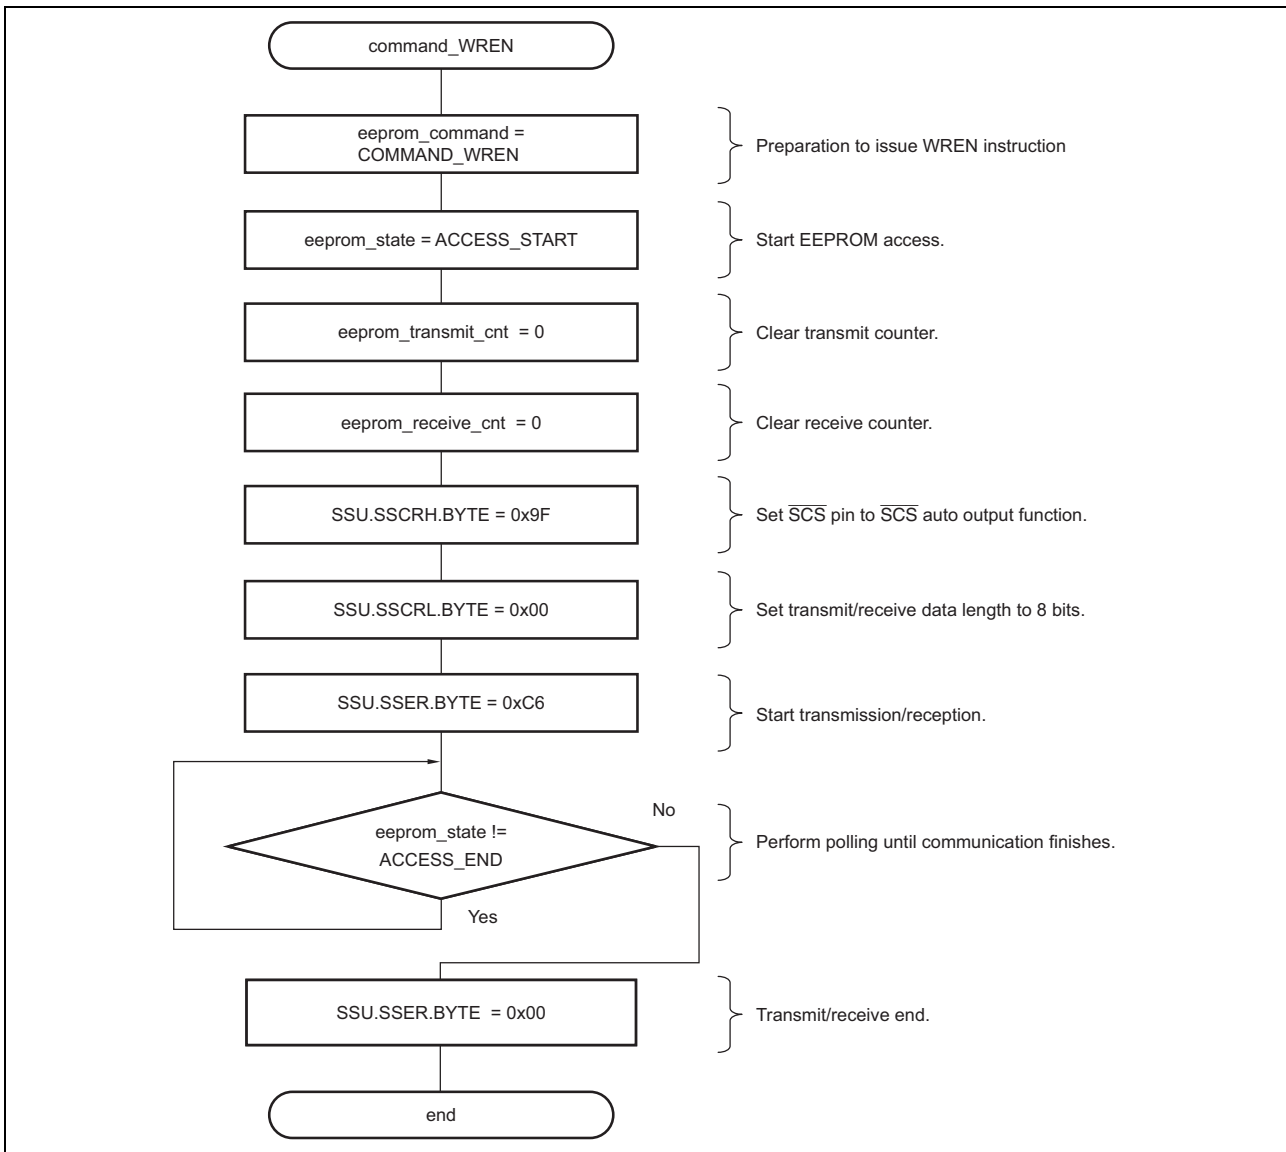 command_WREN
eeprom_command =
COMMAND_WREN
Preparation to issue WREN instruction
eeprom_state = ACCESS_START
Start EEPROM access.
eeprom_transmit_cnt = 0
Clear transmit counter.
eeprom_receive_cnt = 0
Clear receive counter.
SSU.SSCRH.BYTE = 0x9F
Set S̅C̅S̅ pin to S̅C̅S̅ auto output function.
SSU.SSCRL.BYTE = 0x00
Set transmit/receive data length to 8 bits.
SSU.SSER.BYTE = 0xC6
Start transmission/reception.
No
eeprom_state !=
ACCESS_END
Perform polling until communication finishes.
Yes
SSU.SSER.BYTE = 0x00
Transmit/receive end.
end